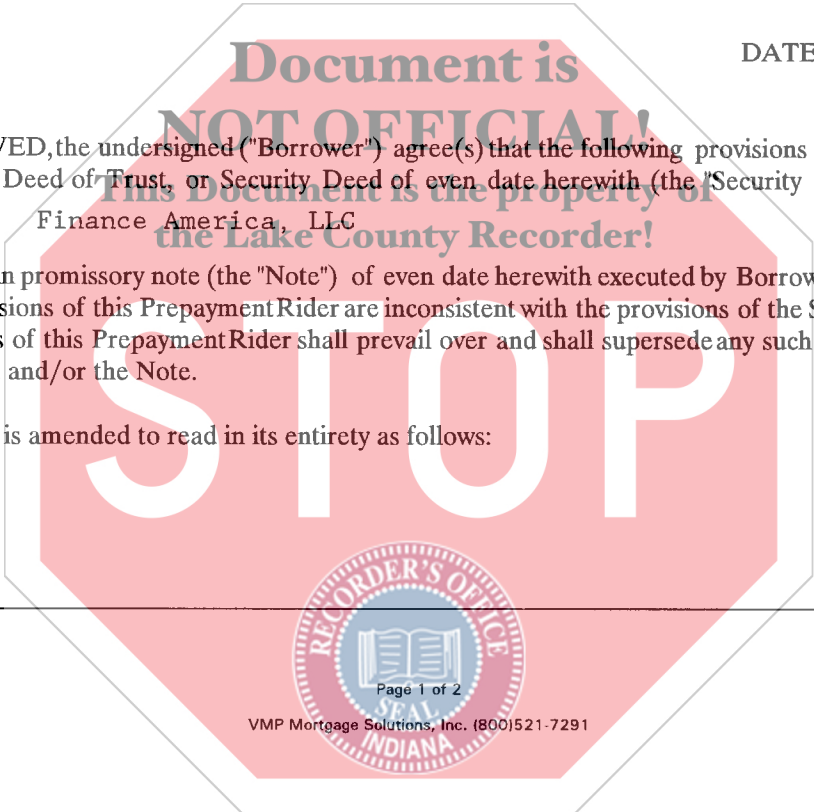 Document is
DATE
NOT OFFICIAL!
VED, the undersigned ("Borrower") agree(s) that the following provisions
Deed of Trust, or Security Deed of even date herewith (the "Security
This Document is the property of
Finance America, LLC
the Lake County Recorder!
n promissory note (the "Note") of even date herewith executed by Borrow
sions of this Prepayment Rider are inconsistent with the provisions of the S
s of this Prepayment Rider shall prevail over and shall supersede any such
and/or the Note.
STOP
is amended to read in its entirety as follows:
RECORDER'S OFFICE
Page 1 of 2
SEAL
VMP Mortgage Solutions, Inc. (800)521-7291
INDIANA